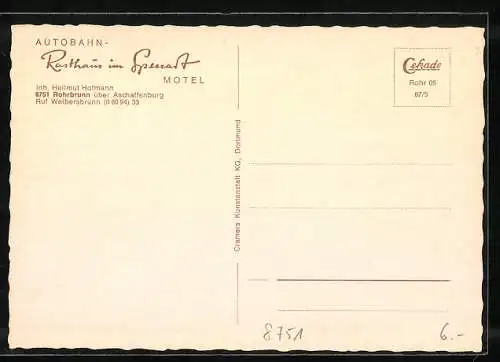 AUTOBAHN-
Rasthaus im Spessart
MOTEL
Inh. Hellmut Hofmann
8751 Rohrbrunn über Aschaffenburg
Ruf Weibersbrunn (0 60 94) 33
Cekade
Rohr 05
67/5
Cramers Kunstanstalt KG, Dortmund
8751
6.-